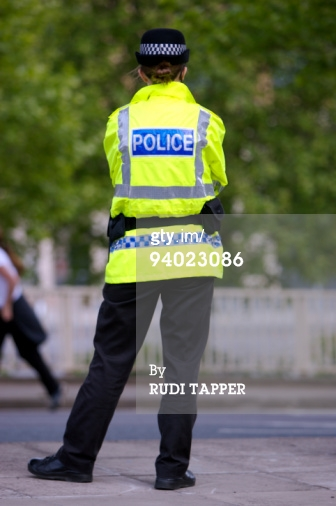 POLICE
gty.im/
94023086
By
RUDI TAPPER